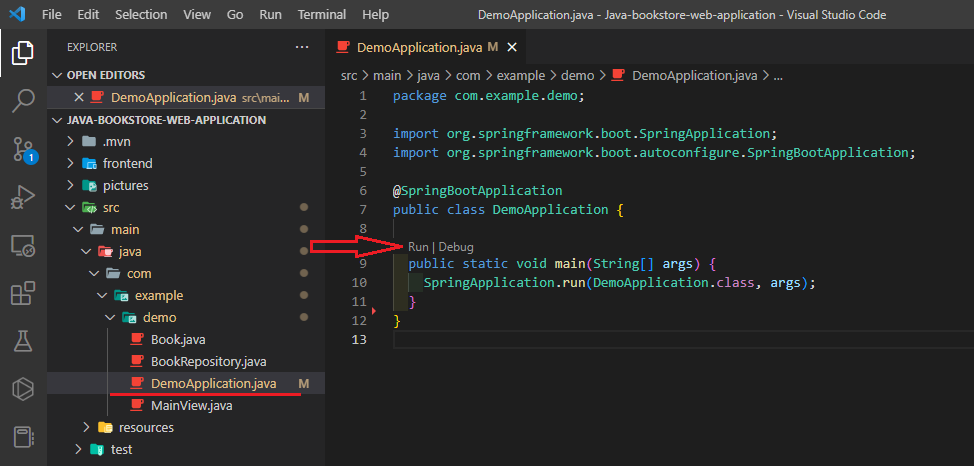 File Edit Selection View Go Run Terminal Help DemoApplication.java - Java-bookstore-web-application - Visual Studio Code
EXPLORER ...
OPEN EDITORS
DemoApplication.java src\mai... M
JAVA-BOOKSTORE-WEB-APPLICATION
.mvn
frontend
pictures
src
main
java
com
example
demo
Book.java
BookRepository.java
DemoApplication.java M
MainView.java
resources
test
1
DemoApplication.java M
src > main > java > com > example > demo > DemoApplication.java > ...
1 package com.example.demo;
2
3 import org.springframework.boot.SpringApplication;
4 import org.springframework.boot.autoconfigure.SpringBootApplication;
5
6 @SpringBootApplication
7 public class DemoApplication {
8
Run | Debug
9 public static void main(String[] args) {
10 SpringApplication.run(DemoApplication.class, args);
11 }
12 }
13